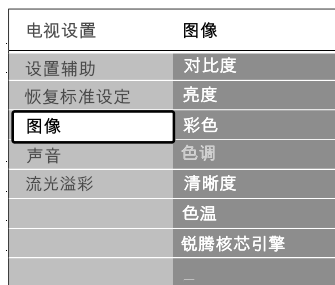 电视设置
设置辅助
恢复标准设定
图像
声音
流光溢彩
图像
对比度
亮度
彩色
色调
清晰度
色温
锐腾核芯引擎
_